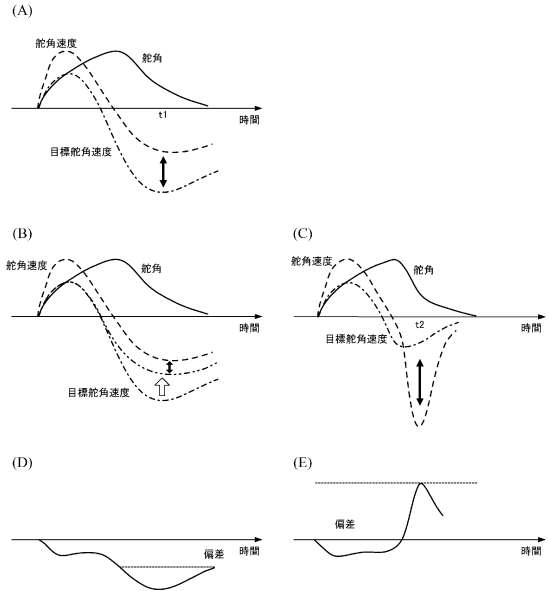 (A)
舵角速度
舵角
t1
時間
目標舵角速度
(B)
舵角速度
舵角
時間
目標舵角速度
(C)
舵角速度
舵角
t2
時間
目標舵角速度
(D)
偏差
時間
(E)
偏差
時間